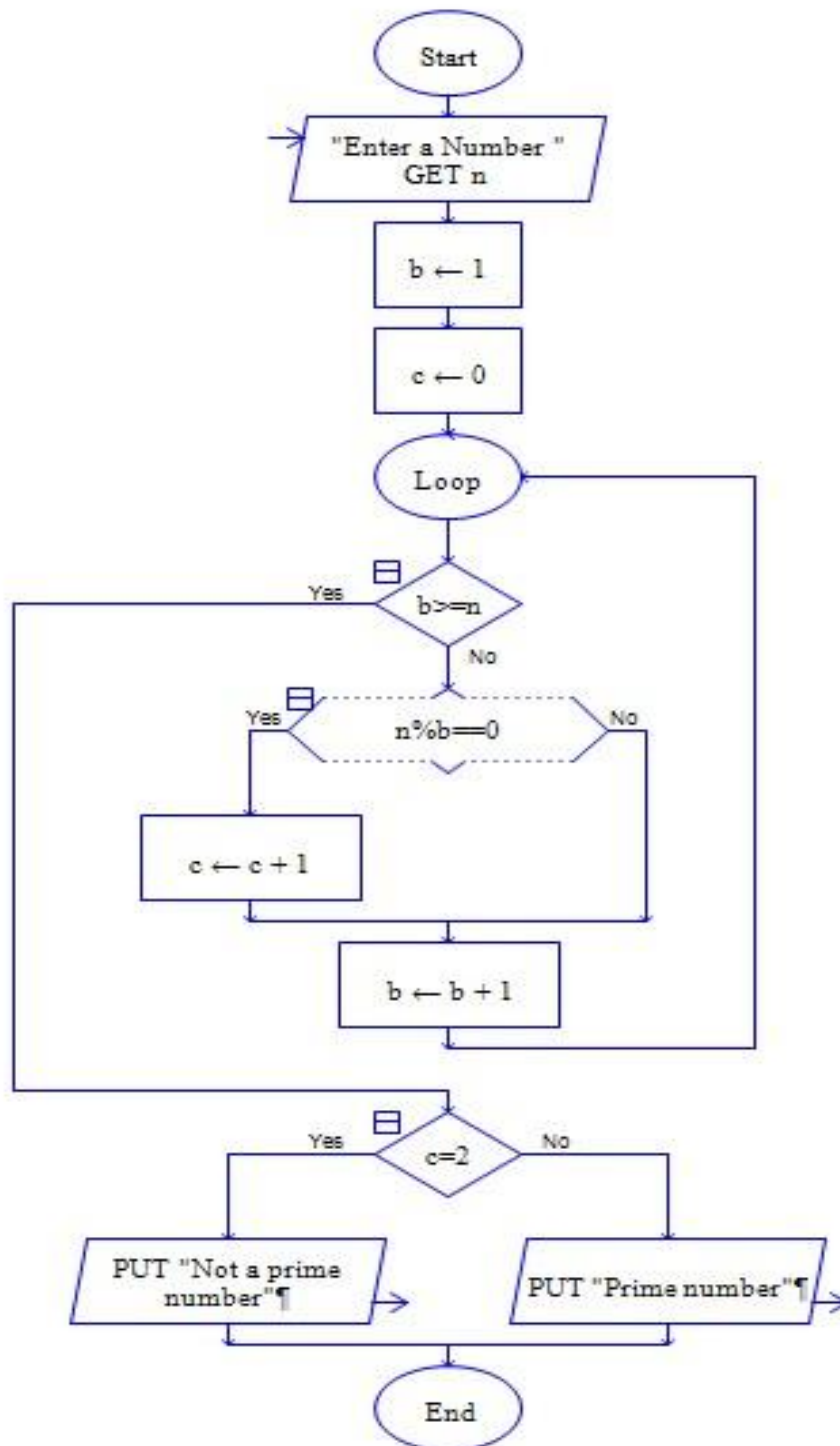 Start
"Enter a Number "
GET n
b ← 1
c ← 0
Loop
Yes
b>=n
No
Yes
n%b==0
No
c ← c + 1
b ← b + 1
Yes
c=2
No
PUT "Not a prime
number"¶
PUT "Prime number"¶
End